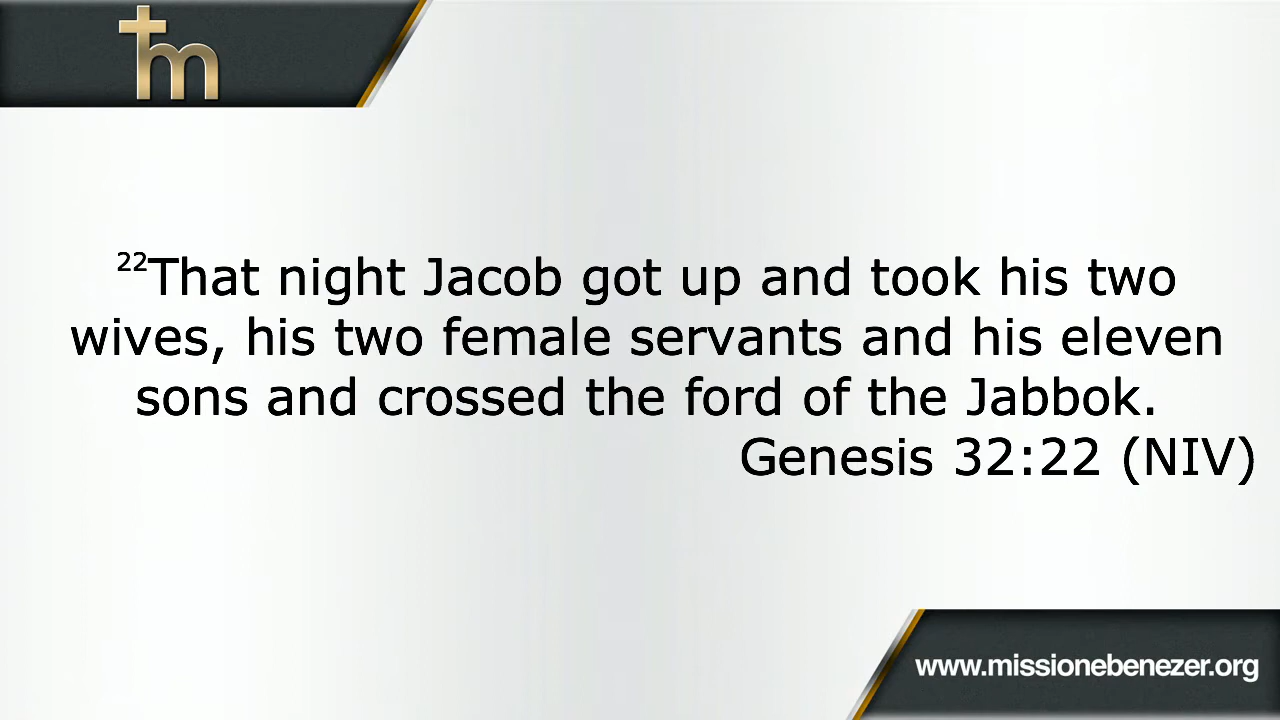 m
²²That night Jacob got up and took his two
wives, his two female servants and his eleven
sons and crossed the ford of the Jabbok.
Genesis 32:22 (NIV)
www.missionebenezer.org